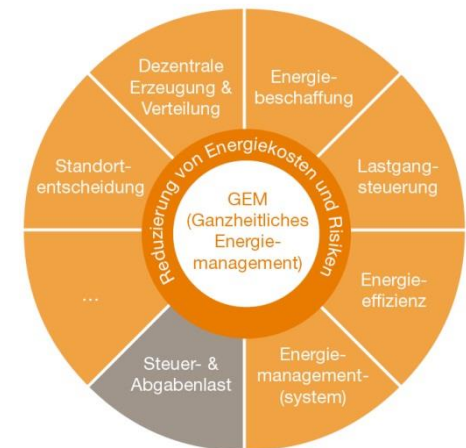 Dezentrale
Erzeugung &
Verteilung
Energie-
beschaffung
Standort-
entscheidung
Lastgang-
steuerung
Reduzierung von Energiekosten und Risiken
GEM
(Ganzheitliches
Energie-
management)
...
Energie-
effizienz
Steuer- &
Abgabenlast
Energie-
management-
(system)